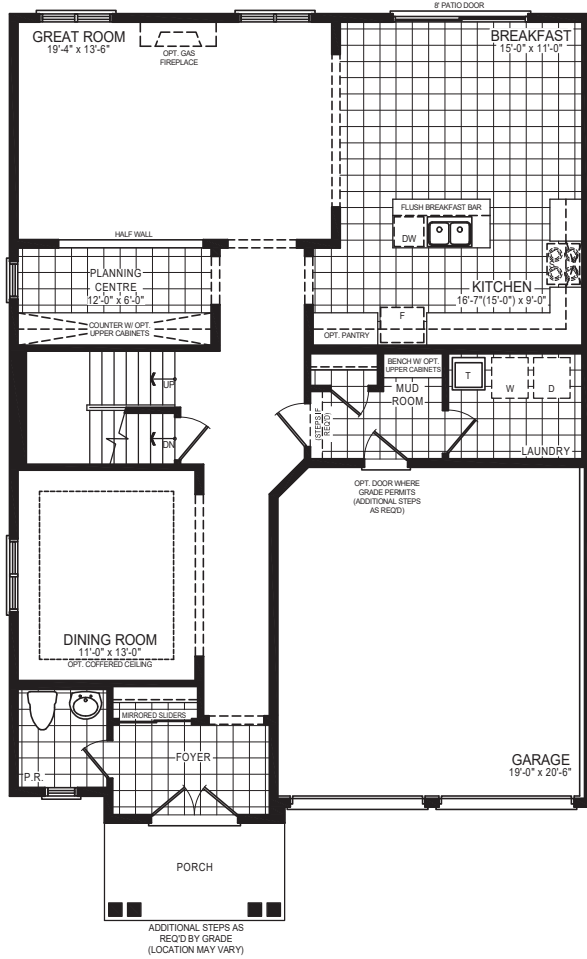 8' PATIO DOOR
GREAT ROOM
19'-4" x 13'-6"
OPT. GAS
FIREPLACE
BREAKFAST
15'-0" x 11'-0"
FLUSH BREAKFAST BAR
DW
HALF WALL
PLANNING
CENTRE
12'-0" x 6'-0"
KITCHEN
16'-7"(15'-0") x 9'-0"
COUNTER W/ OPT.
UPPER CABINETS
F
OPT. PANTRY
BENCH W/ OPT.
UPPER CABINETS
T
W
D
UP
MUD
ROOM
(STEPS IF
REQ'D)
DN
LAUNDRY
OPT. DOOR WHERE
GRADE PERMITS
(ADDITIONAL STEPS
AS REQ'D)
DINING ROOM
11'-0" x 13'-0"
OPT. COFFERED CEILING
MIRRORED SLIDERS
FOYER
P.R.
GARAGE
19'-0" x 20'-6"
PORCH
ADDITIONAL STEPS AS
REQ'D BY GRADE
(LOCATION MAY VARY)